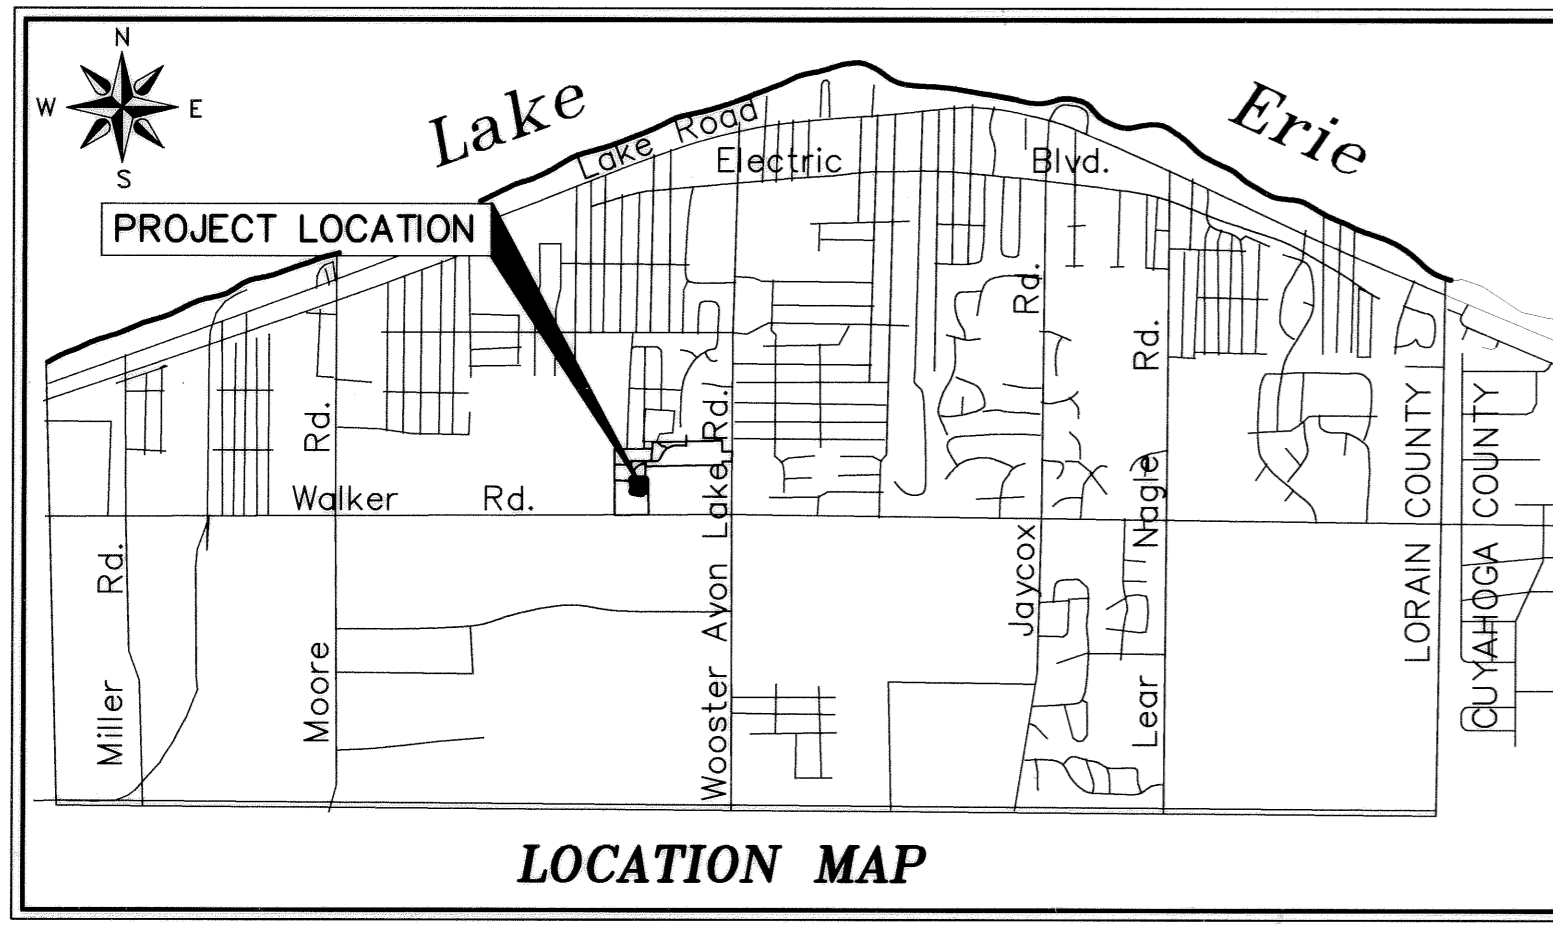 N
W E
S
Lake Erie
Lake Road
Electric Blvd.
PROJECT LOCATION
Walker Rd.
Miller Rd.
Moore Rd.
Wooster Avon Lake Rd.
Jaycox Rd.
Lear Nagle Rd.
LORAIN COUNTY
CUYAHOGA COUNTY
LOCATION MAP